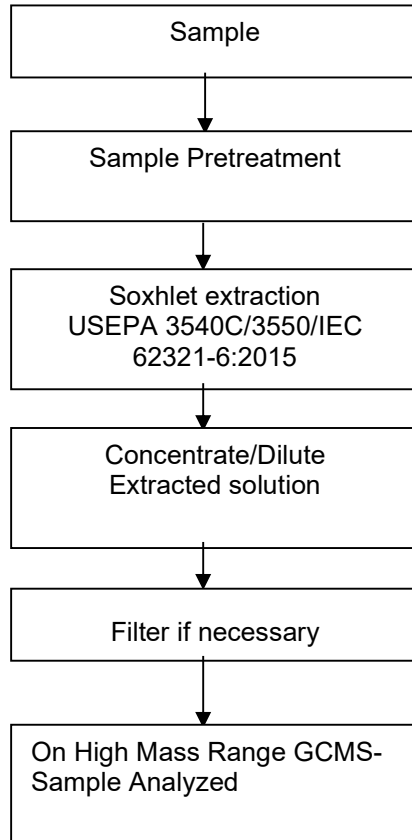 Sample
Sample Pretreatment
Soxhlet extraction
USEPA 3540C/3550/IEC
62321-6:2015
Concentrate/Dilute
Extracted solution
Filter if necessary
On High Mass Range GCMS-
Sample Analyzed